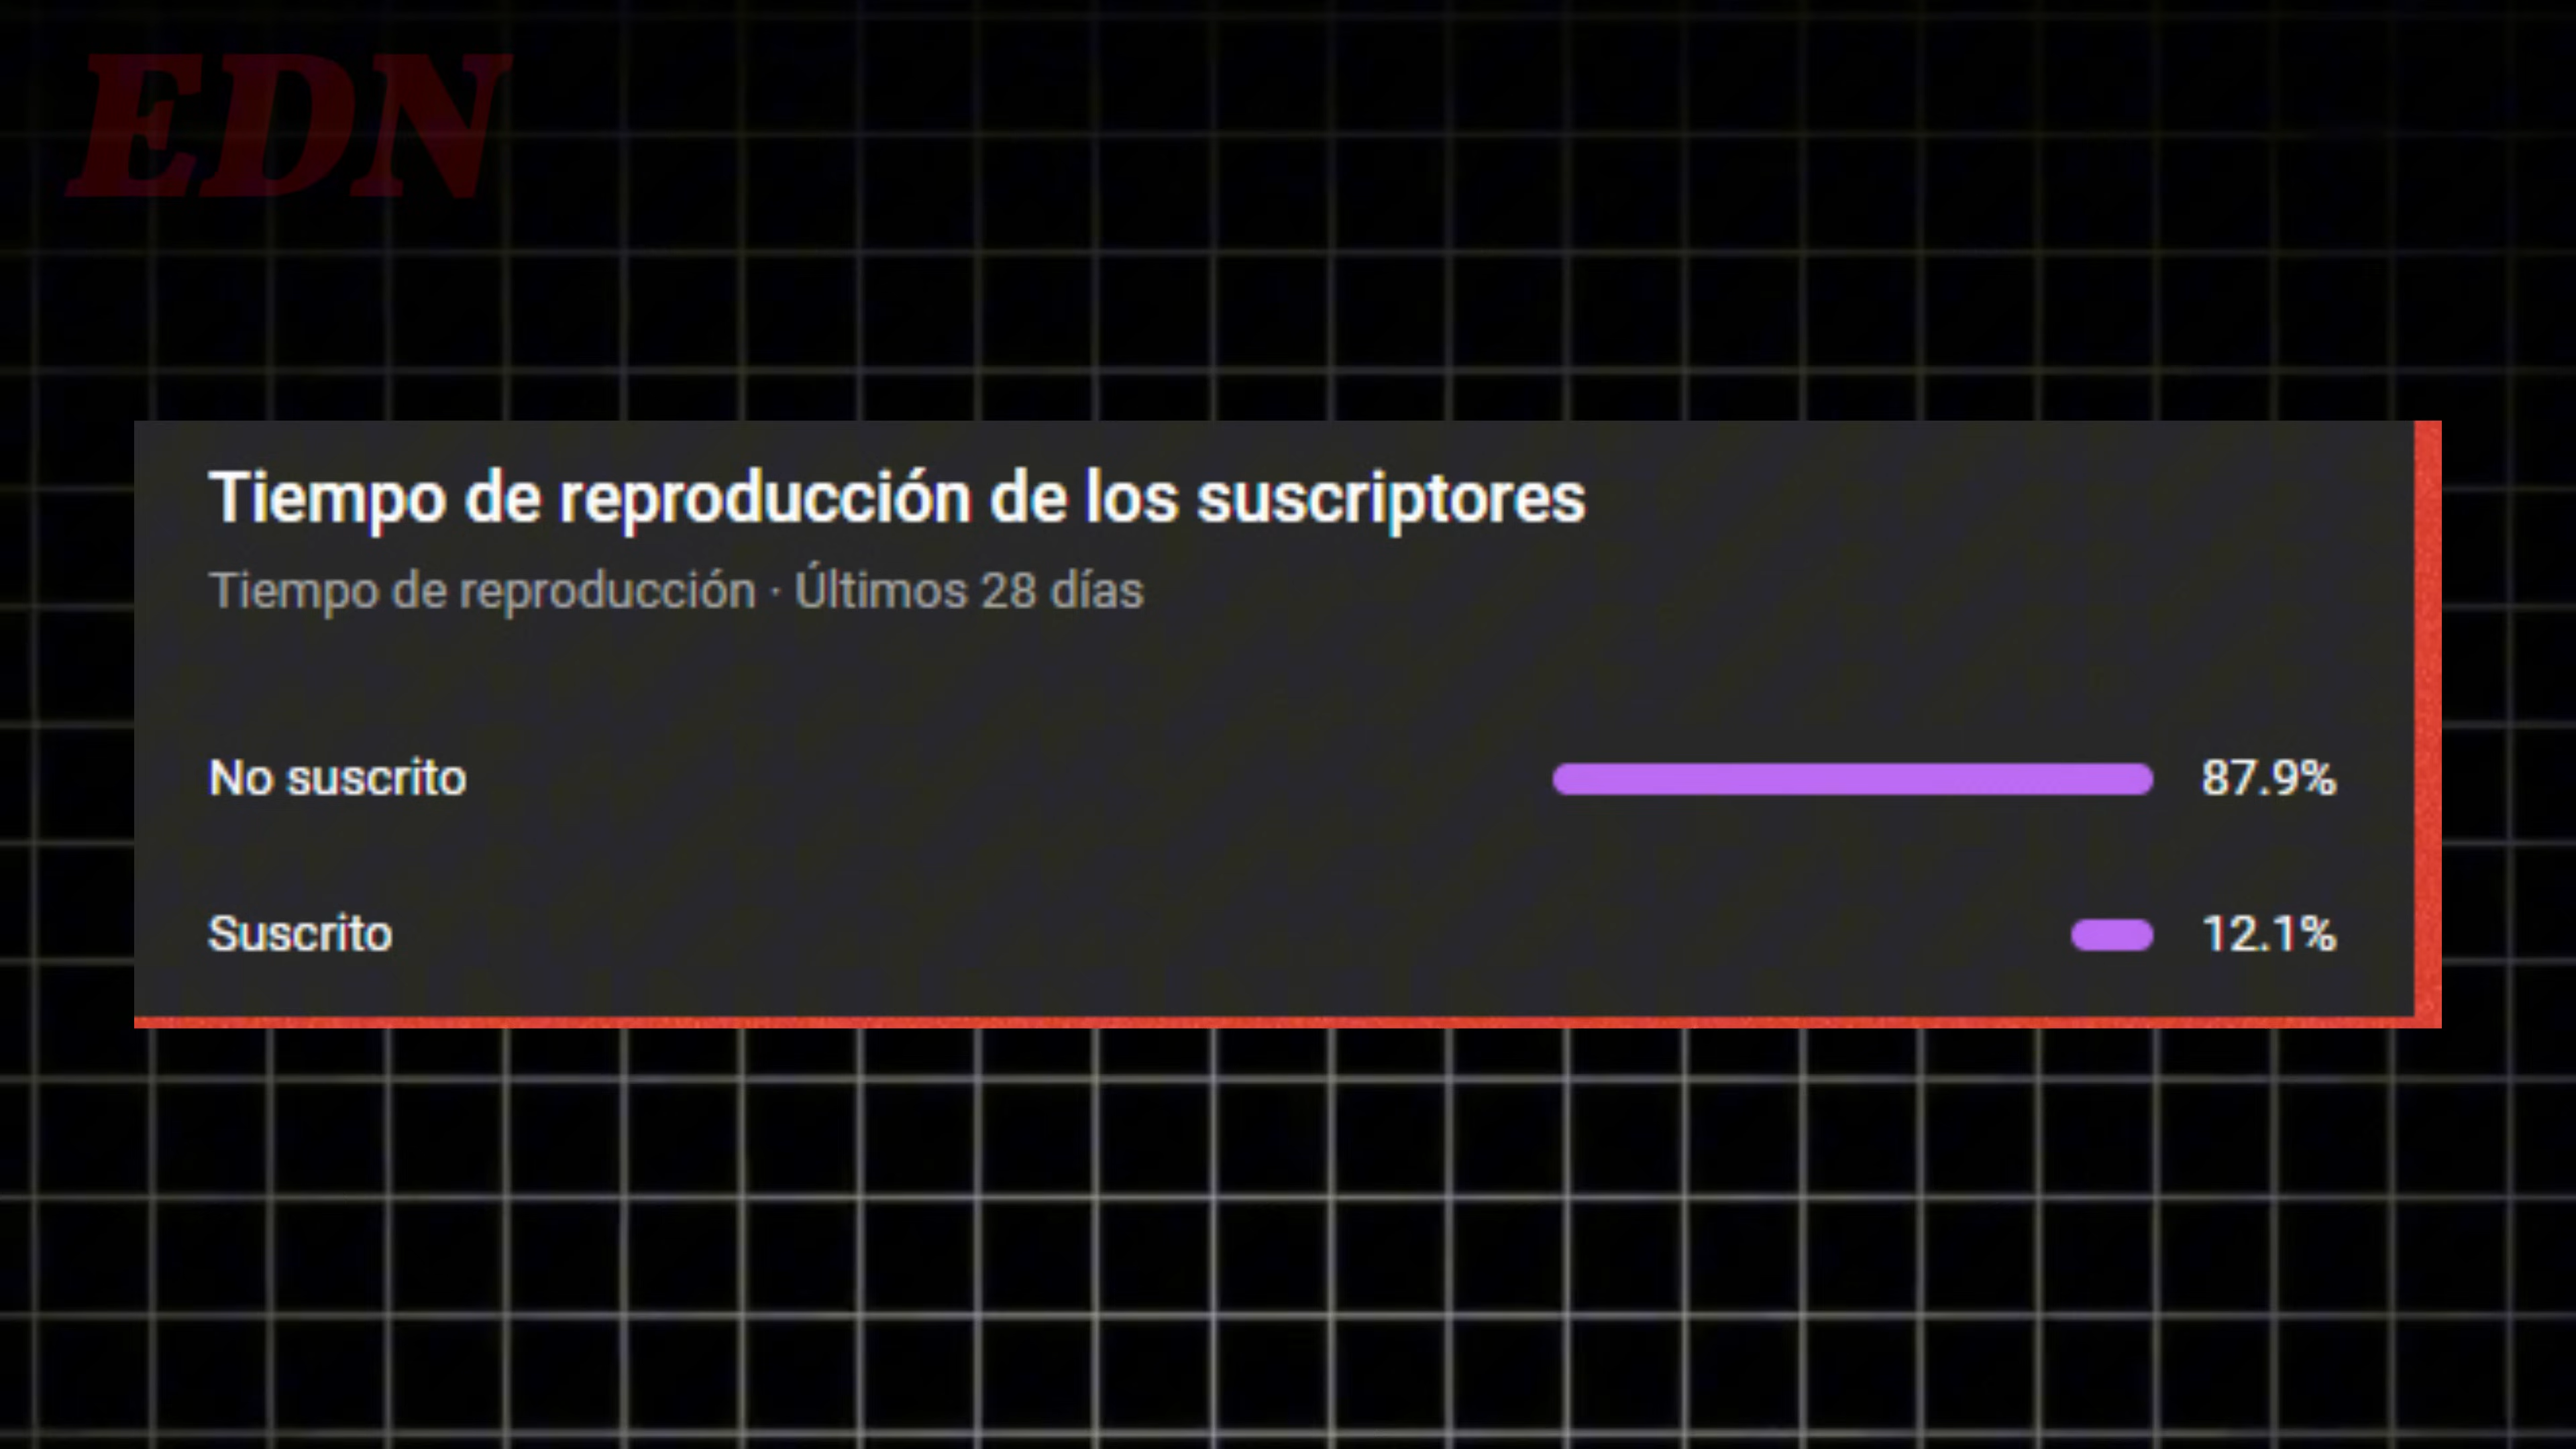 EDN
Tiempo de reproducción de los suscriptores
Tiempo de reproducción · Últimos 28 días
No suscrito 87.9%
Suscrito 12.1%